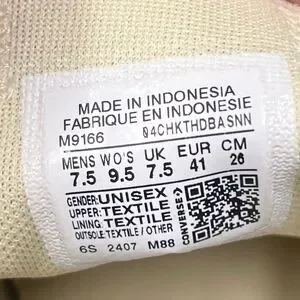 MADE IN INDONESIA
FABRIQUE EN INDONESIE
M9166 94CHKTHDBASNN
MENS WO'S UK EUR CM
7.5 9.5 7.5 41 26
GENDER: UNISEX
UPPER: TEXTILE
LINING: TEXTILE
OUTSOLE: TEXTILE / OTHER
6S 2407 M88
CONVERSE